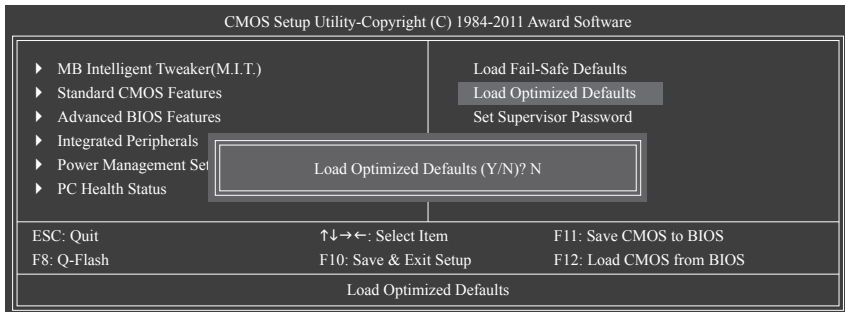 CMOS Setup Utility-Copyright (C) 1984-2011 Award Software
MB Intelligent Tweaker(M.I.T.)
Standard CMOS Features
Advanced BIOS Features
Integrated Peripherals
Power Management Set
PC Health Status
Load Fail-Safe Defaults
Load Optimized Defaults
Set Supervisor Password
Load Optimized Defaults (Y/N)? N
ESC: Quit ↑↓→←: Select Item F11: Save CMOS to BIOS
F8: Q-Flash F10: Save & Exit Setup F12: Load CMOS from BIOS
Load Optimized Defaults